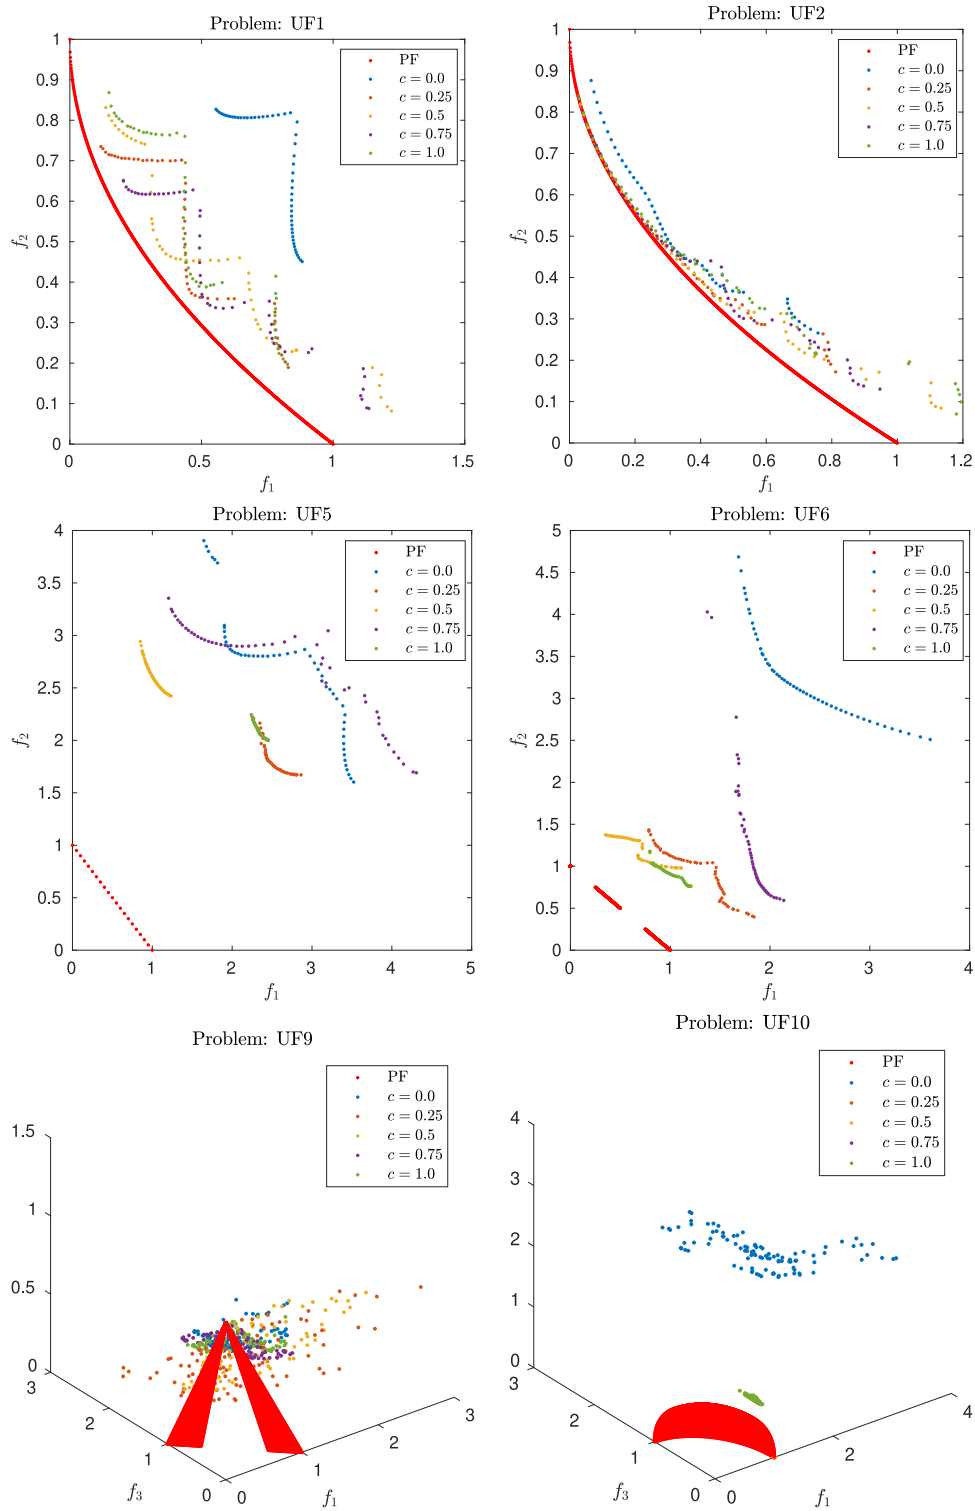 Problem: UF1
1
0.9
0.8
0.7
0.6
0.5
0.4
0.3
0.2
0.1
0
f2
PF
c = 0.0
c = 0.25
c = 0.5
c = 0.75
c = 1.0
0 0.5 1 1.5
f1
Problem: UF2
1
0.9
0.8
0.7
0.6
0.5
0.4
0.3
0.2
0.1
0
f2
PF
c = 0.0
c = 0.25
c = 0.5
c = 0.75
c = 1.0
0 0.2 0.4 0.6 0.8 1 1.2
f1
Problem: UF5
4
3.5
3
2.5
2
1.5
1
0.5
0
f2
PF
c = 0.0
c = 0.25
c = 0.5
c = 0.75
c = 1.0
0 1 2 3 4 5
f1
Problem: UF6
5
4.5
4
3.5
3
2.5
2
1.5
1
0.5
0
f2
PF
c = 0.0
c = 0.25
c = 0.5
c = 0.75
c = 1.0
0 1 2 3 4
f1
Problem: UF9
PF
c = 0.0
c = 0.25
c = 0.5
c = 0.75
c = 1.0
1.5
1
0.5
0
3
2
1
0
f3
0
1
2
3
f1
Problem: UF10
PF
c = 0.0
c = 0.25
c = 0.5
c = 0.75
c = 1.0
4
3
2
1
0
3
2
1
0
f3
0
2
4
f1